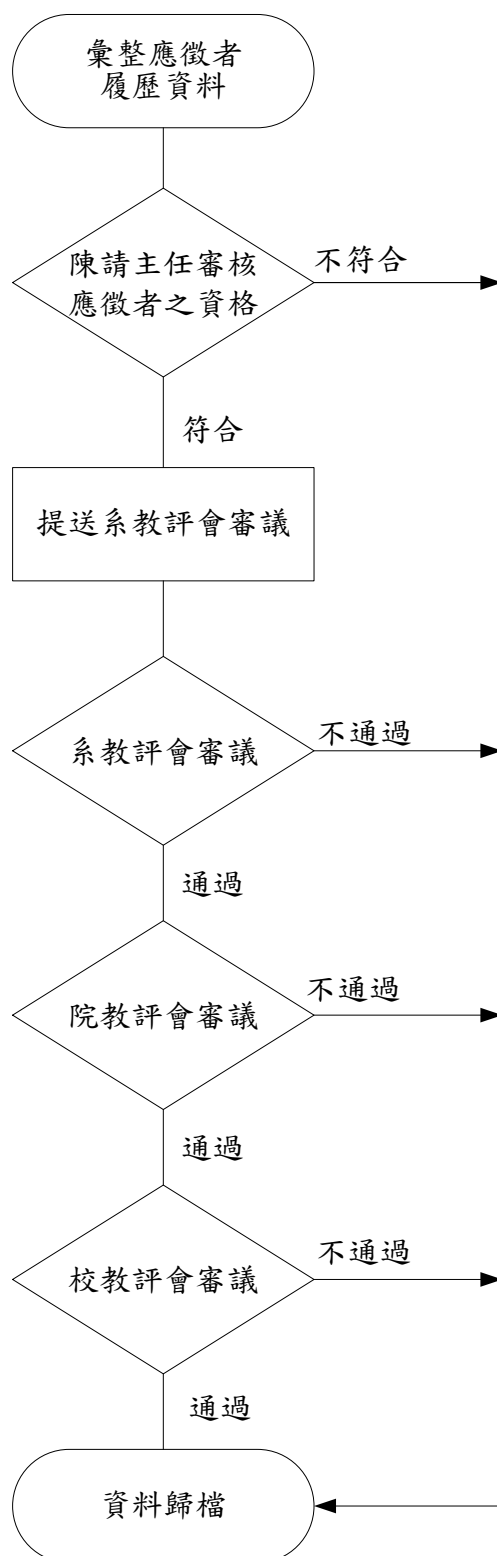 彙整應徵者
履歷資料
陳請主任審核
應徵者之資格
不符合
符合
提送系教評會審議
系教評會審議
不通過
通過
院教評會審議
不通過
通過
校教評會審議
不通過
通過
資料歸檔